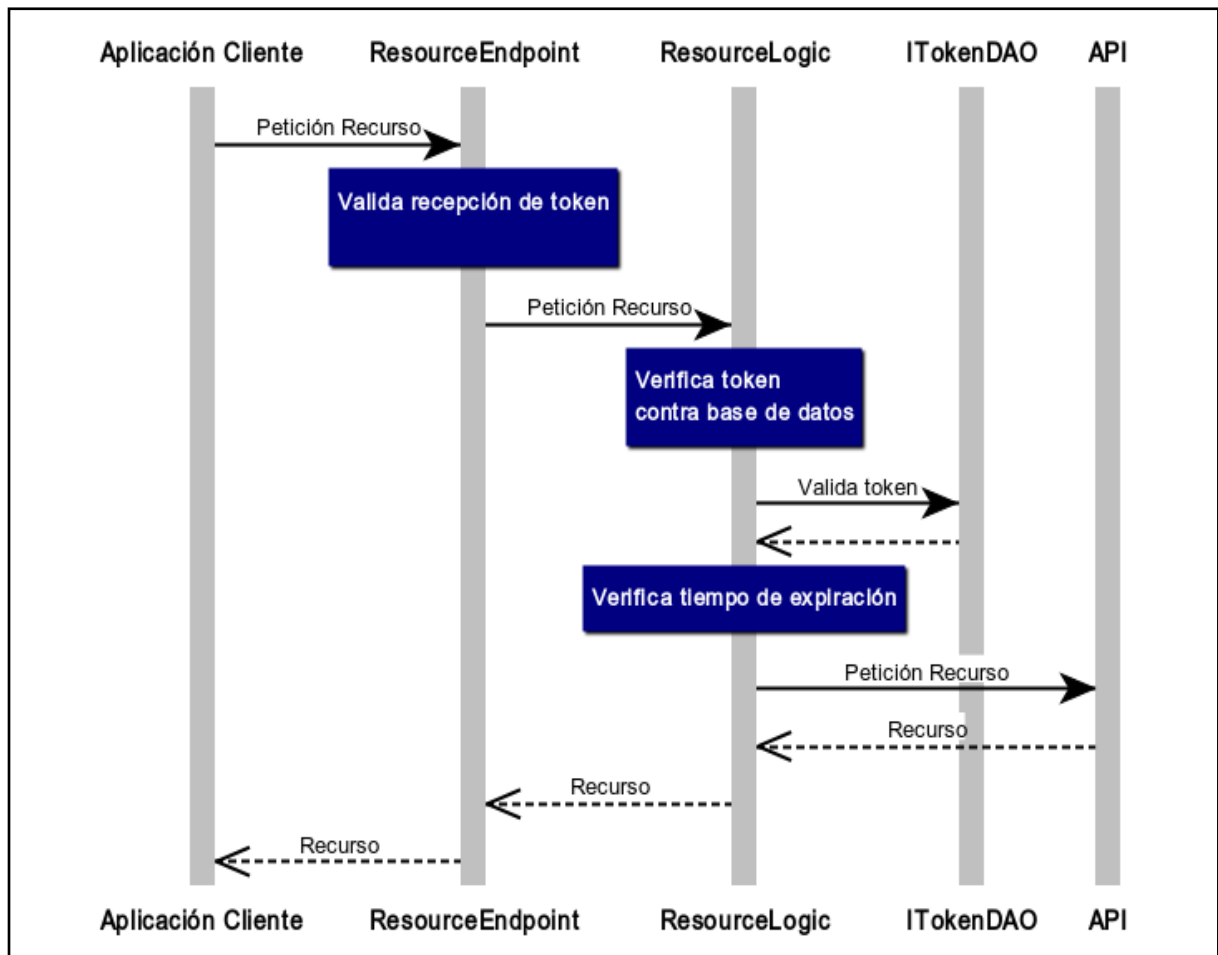 Aplicación Cliente
ResourceEndpoint
ResourceLogic
ITokenDAO
API
Petición Recurso
Valida recepción de token
Petición Recurso
Verifica token
contra base de datos
Valida token
Verifica tiempo de expiración
Petición Recurso
Recurso
Recurso
Recurso
Aplicación Cliente
ResourceEndpoint
ResourceLogic
ITokenDAO
API